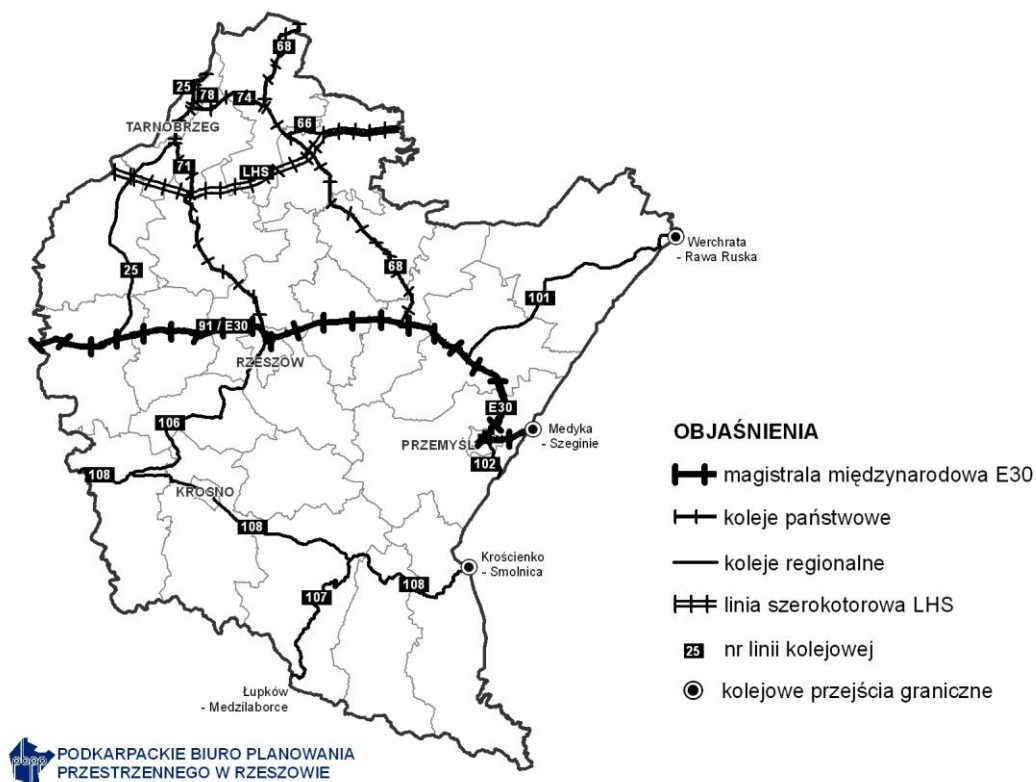 68
25
78
74
TARNOBRZEG
66
71
LHS
25
68
Werchrata
- Rawa Ruska
101
91 / E30
RZESZÓW
E30
Medyka
- Szeginie
PRZEMYŚL
106
102
108
KROSNO
108
Krościenko
- Smolnica
108
107
Łupków
- Medzilaborce
OBJAŚNIENIA
magistrala międzynarodowa E30
koleje państwowe
koleje regionalne
linia szerokotorowa LHS
25 nr linii kolejowej
kolejowe przejścia graniczne
pbpp PODKARPACKIE BIURO PLANOWANIA
PRZESTRZENNEGO W RZESZOWIE